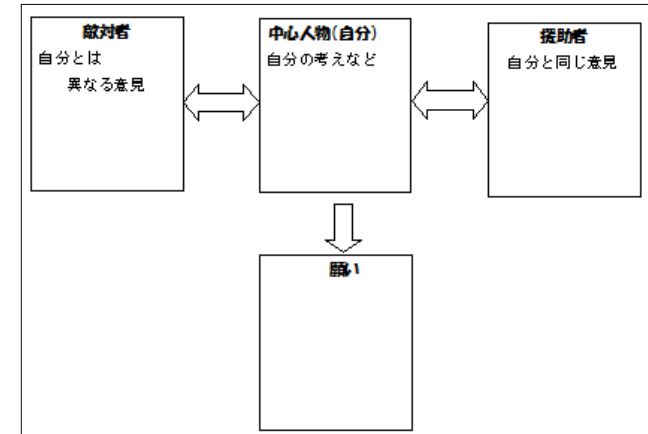 敵対者
自分とは
異なる意見
中心人物(自分)
自分の考えなど
援助者
自分と同じ意見
願い